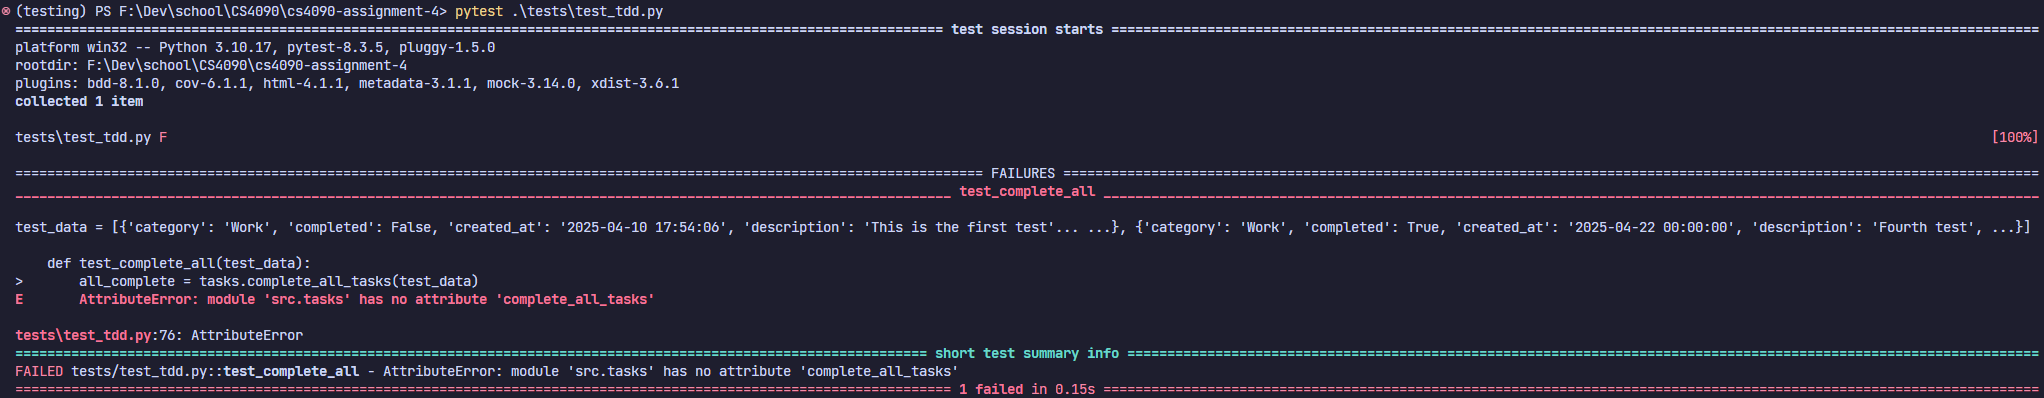 (testing) PS F:\Dev\school\CS4090\cs4090-assignment-4> pytest .\tests\test_tdd.py
==================================================================================================================== test session starts ====================================================================================================================
platform win32 -- Python 3.10.17, pytest-8.3.5, pluggy-1.5.0
rootdir: F:\Dev\school\CS4090\cs4090-assignment-4
plugins: bdd-8.1.0, cov-6.1.1, html-4.1.1, metadata-3.1.1, mock-3.14.0, xdist-3.6.1
collected 1 item
tests\test_tdd.py F [100%]
========================================================================================================================= FAILURES ==========================================================================================================================
_____________________________________________________________________________________________________________________ test_complete_all _____________________________________________________________________________________________________________________
test_data = [{'category': 'Work', 'completed': False, 'created_at': '2025-04-10 17:54:06', 'description': 'This is the first test'... ...}, {'category': 'Work', 'completed': True, 'created_at': '2025-04-22 00:00:00', 'description': 'Fourth test', ...}]
    def test_complete_all(test_data):
>       all_complete = tasks.complete_all_tasks(test_data)
E       AttributeError: module 'src.tasks' has no attribute 'complete_all_tasks'
tests\test_tdd.py:76: AttributeError
================================================================================================================== short test summary info ==================================================================================================================
FAILED tests/test_tdd.py::test_complete_all - AttributeError: module 'src.tasks' has no attribute 'complete_all_tasks'
===================================================================================================================== 1 failed in 0.15s =====================================================================================================================